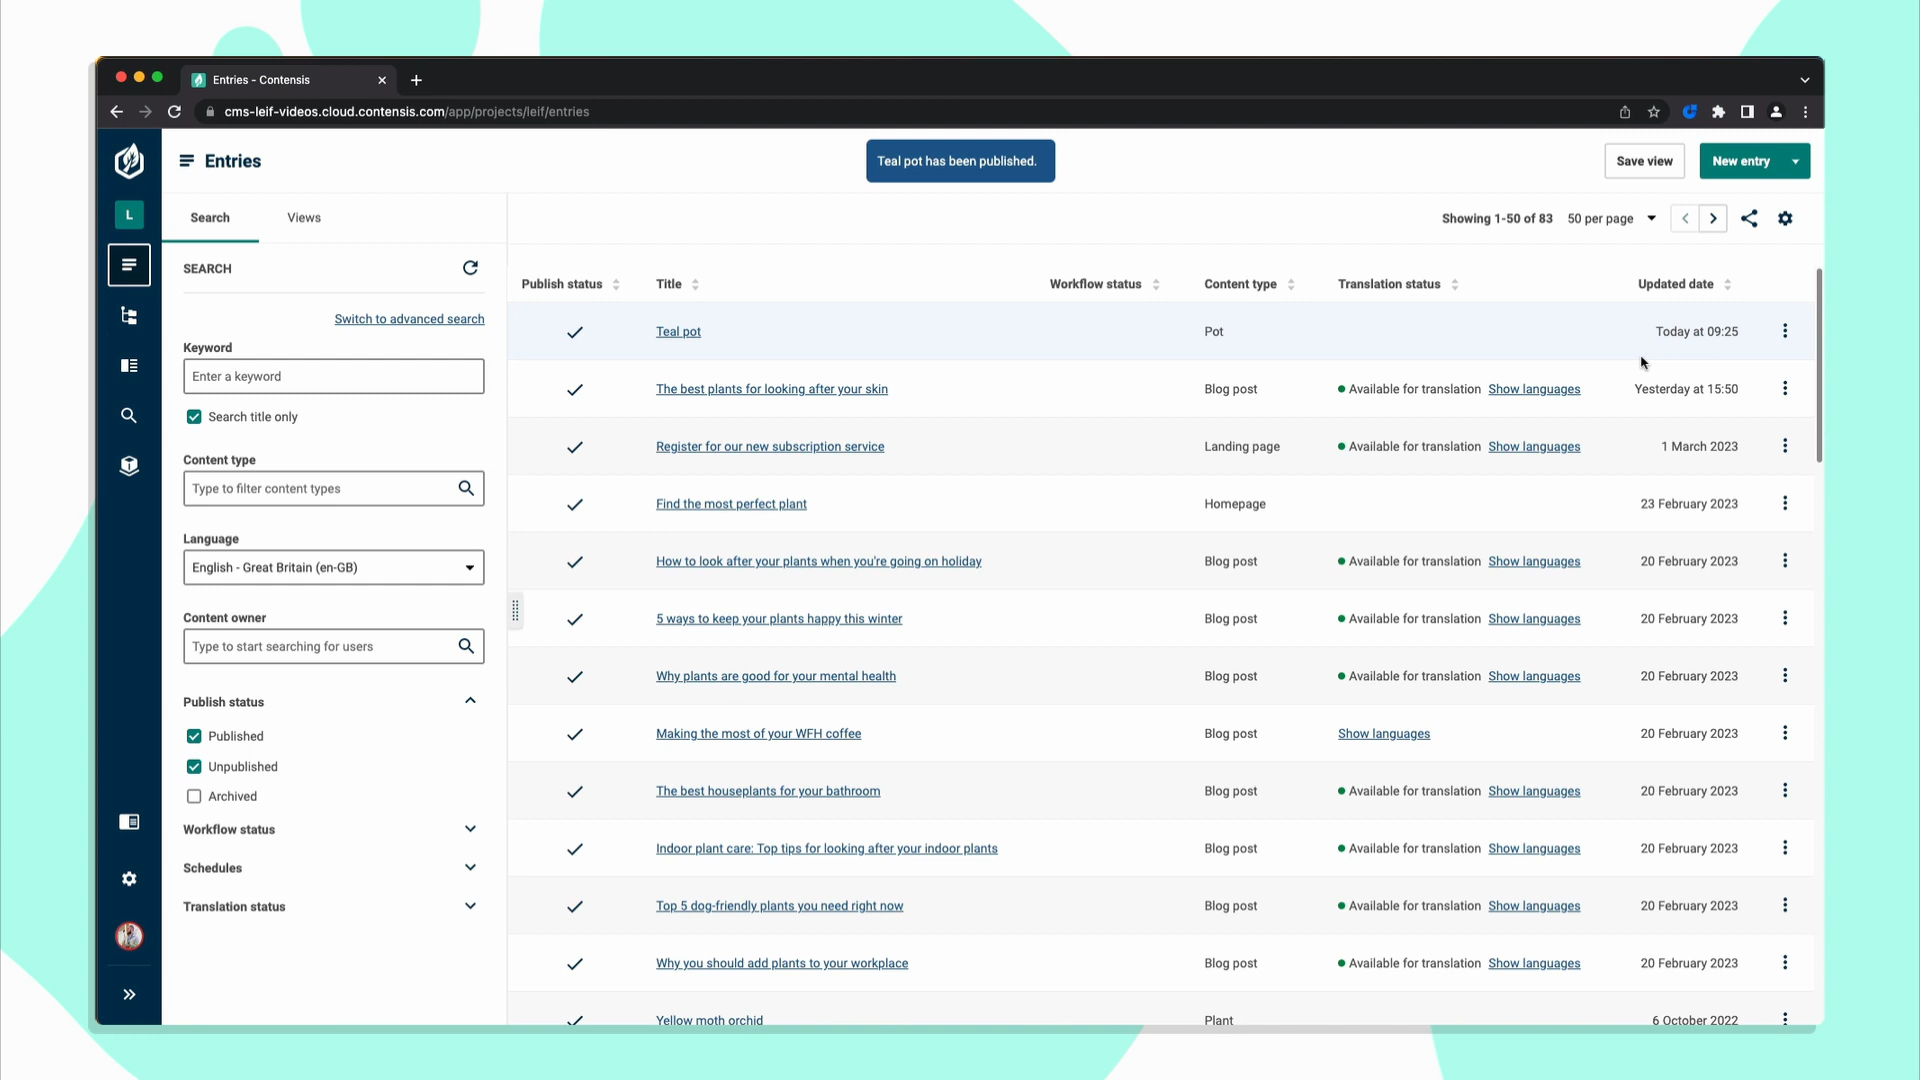 Entries - Contensis
cms-leif-videos.cloud.contensis.com/app/projects/leif/entries
Entries
Teal pot has been published.
Save view
New entry
L
Search
Views
Showing 1-50 of 83
50 per page
SEARCH
Switch to advanced search
Keyword
Enter a keyword
Search title only
Content type
Type to filter content types
Language
English - Great Britain (en-GB)
Content owner
Type to start searching for users
Publish status
Published
Unpublished
Archived
Workflow status
Schedules
Translation status
Publish status Title Workflow status Content type Translation status Updated date
Teal pot Pot Today at 09:25
The best plants for looking after your skin Blog post Available for translation Show languages Yesterday at 15:50
Register for our new subscription service Landing page Available for translation Show languages 1 March 2023
Find the most perfect plant Homepage 23 February 2023
How to look after your plants when you're going on holiday Blog post Available for translation Show languages 20 February 2023
5 ways to keep your plants happy this winter Blog post Available for translation Show languages 20 February 2023
Why plants are good for your mental health Blog post Available for translation Show languages 20 February 2023
Making the most of your WFH coffee Blog post Show languages 20 February 2023
The best houseplants for your bathroom Blog post Available for translation Show languages 20 February 2023
Indoor plant care: Top tips for looking after your indoor plants Blog post Available for translation Show languages 20 February 2023
Top 5 dog-friendly plants you need right now Blog post Available for translation Show languages 20 February 2023
Why you should add plants to your workplace Blog post Available for translation Show languages 20 February 2023
Yellow moth orchid Plant 6 October 2022